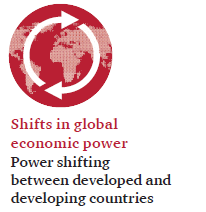 Shifts in global
economic power
Power shifting
between developed and
developing countries